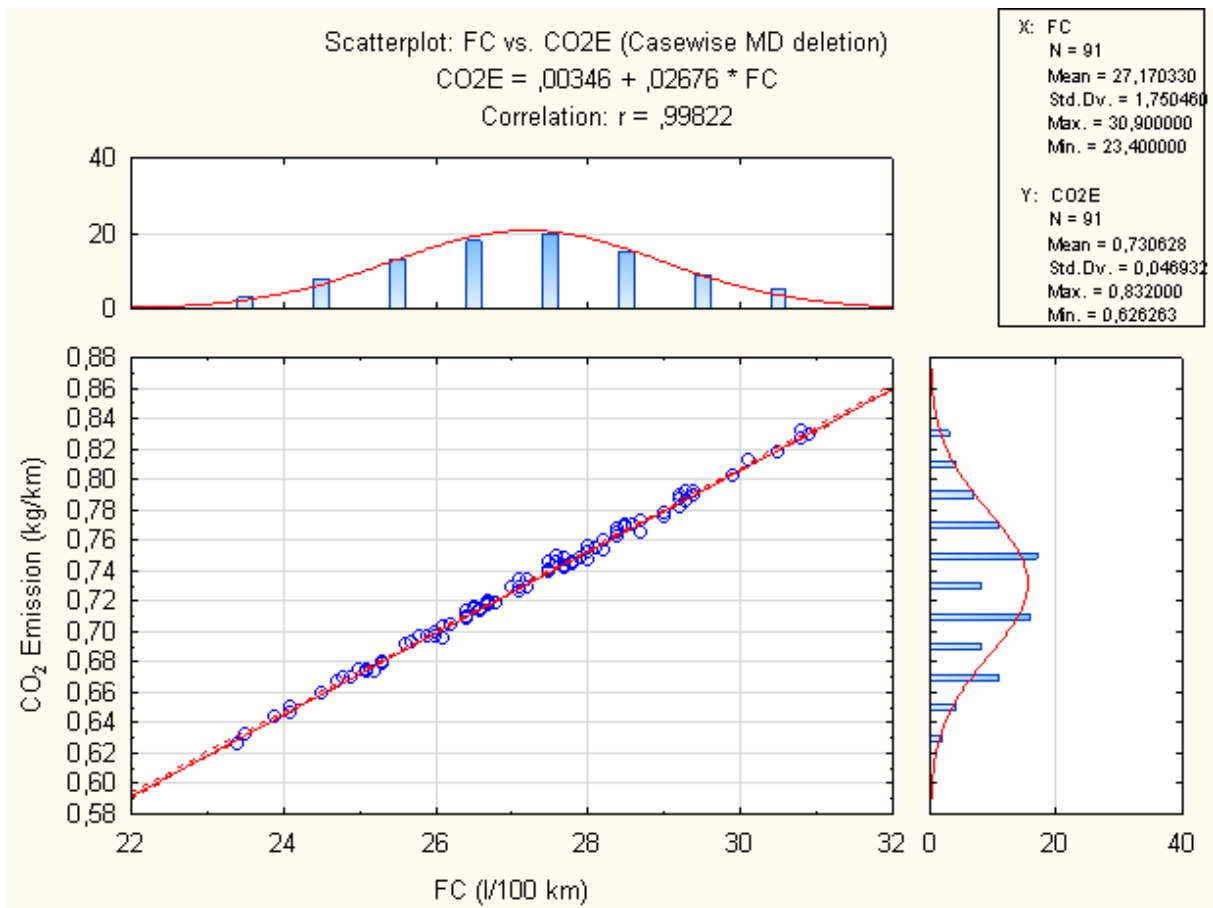 Scatterplot: FC vs. CO2E (Casewise MD deletion)
CO2E = ,00346 + ,02676 * FC
Correlation: r = ,99822
X: FC
N = 91
Mean = 27,170330
Std.Dv. = 1,750460
Max. = 30,900000
Min. = 23,400000
Y: CO2E
N = 91
Mean = 0,730628
Std.Dv. = 0,046932
Max. = 0,832000
Min. = 0,626263
40
20
0
0,88
0,86
0,84
0,82
0,80
0,78
0,76
0,74
0,72
0,70
0,68
0,66
0,64
0,62
0,60
0,58
CO₂ Emission (kg/km)
22 24 26 28 30 32
0 20 40
FC (l/100 km)